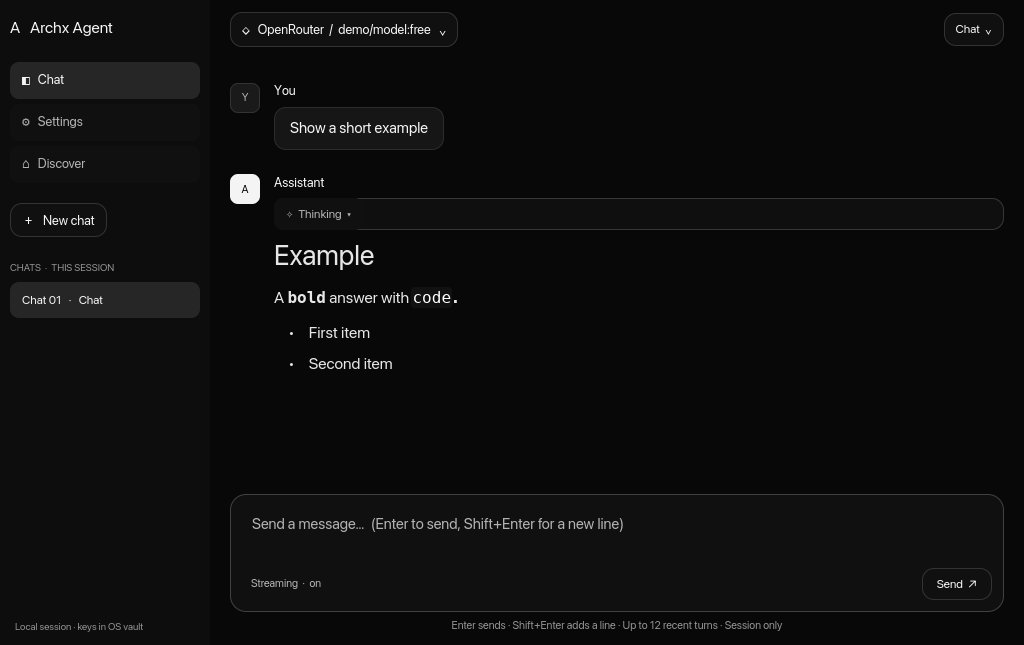 A Archx Agent
Chat
Settings
Discover
+ New chat
CHATS · THIS SESSION
Chat 01 · Chat
Local session · keys in OS vault
OpenRouter / demo/model:free
Chat
Y
You
Show a short example
A
Assistant
Thinking
Example
A bold answer with code.
• First item
• Second item
Send a message... (Enter to send, Shift+Enter for a new line)
Streaming · on
Send ↗
Enter sends · Shift+Enter adds a line · Up to 12 recent turns · Session only